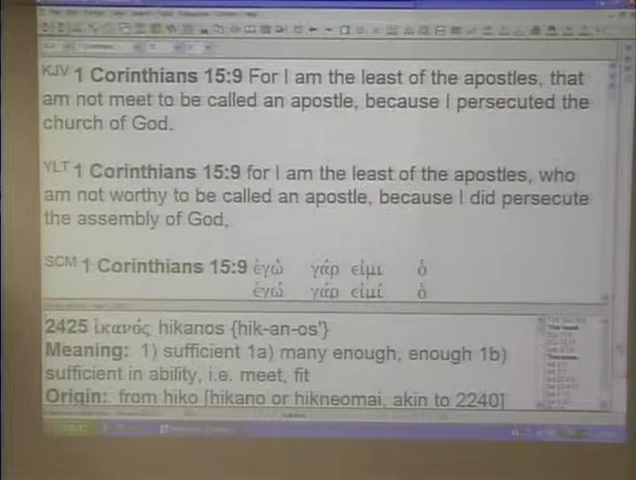 KJV 1 Corinthians 15:9 For I am the least of the apostles, that
am not meet to be called an apostle, because I persecuted the
church of God.
YLT 1 Corinthians 15:9 for I am the least of the apostles, who
am not worthy to be called an apostle, because I did persecute
the assembly of God,
SCM 1 Corinthians 15:9 ἐγὼ γάρ εἰμι ὁ
ἐγώ γάρ εἰμί ὁ
2425 ἱκανός hikanos {hik-an-os'}
Meaning: 1) sufficient 1a) many enough, enough 1b)
sufficient in ability, i.e. meet, fit
Origin: from hiko [hikano or hikneomai, akin to 2240]